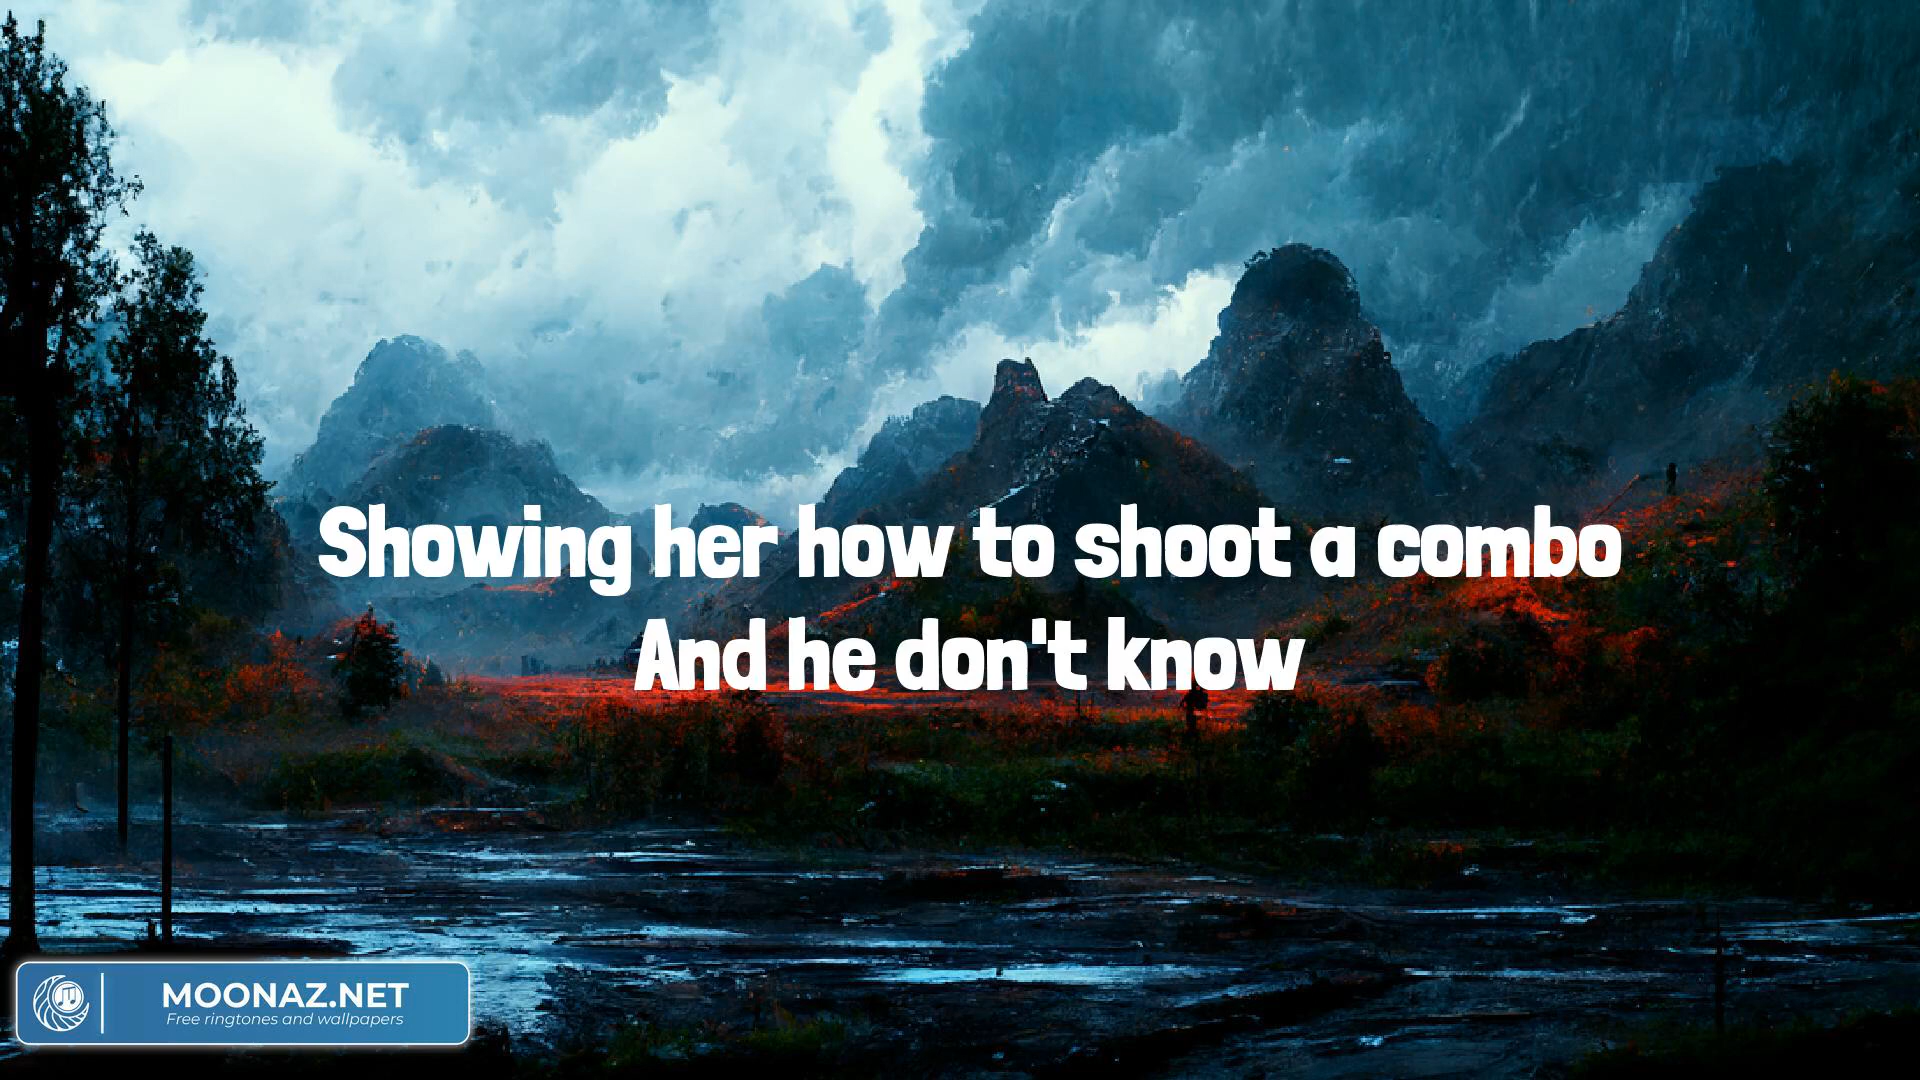 Showing her how to shoot a combo
And he don't know
MOONAZ.NET
Free ringtones and wallpapers